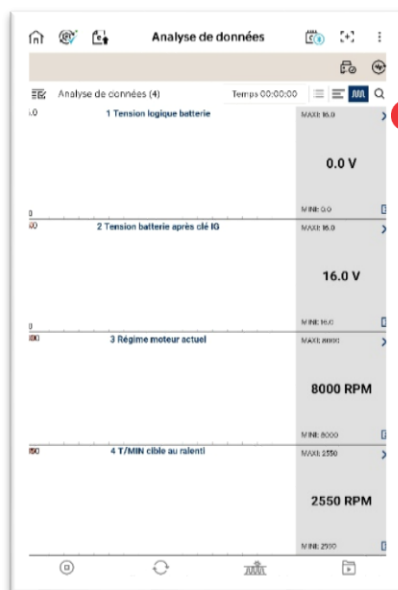 Analyse de données
Analyse de données (4)
Temps 00:00:00
1 Tension logique batterie
MAXI: 16.0
0.0 V
MINI: 0.0
0
2 Tension batterie après clé IG
MAXI: 16.0
16.0 V
MINI: 16.0
0
3 Régime moteur actuel
MAXI: 8000
8000 RPM
MINI: 8000
4 T/MIN cible au ralenti
MAXI: 2550
2550 RPM
MINI: 2550